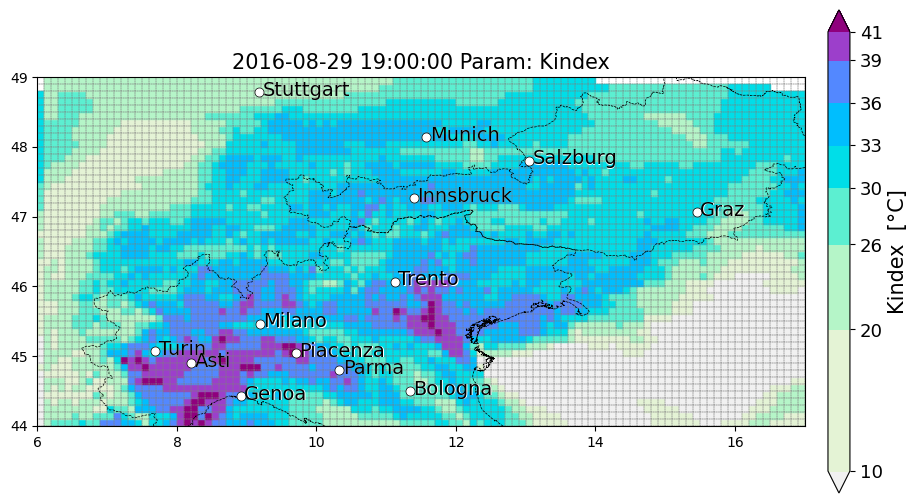 2016-08-29 19:00:00 Param: Kindex
49
48
47
46
45
44
6
8
10
12
14
16
Stuttgart
Munich
Salzburg
Innsbruck
Graz
Trento
Milano
Turin
Asti
Piacenza
Parma
Genoa
Bologna
41
39
36
33
30
26
20
10
Kindex [°C]